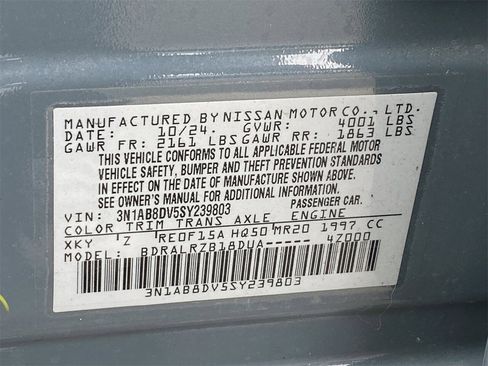 MANUFACTURED BY NISSAN MOTOR CO., LTD.
DATE: 10/24. GVWR: 4001 LBS
GAWR FR: 2161 LBS GAWR RR: 1863 LBS
THIS VEHICLE CONFORMS TO ALL APPLICABLE FEDERAL MOTOR
VEHICLE SAFETY, BUMPER AND THEFT PREVENTION STANDARDS
IN EFFECT ON THE DATE OF MANUFACTURE SHOWN ABOVE.
SEE OWNER'S MANUAL FOR ADDITIONAL INFORMATION.
VIN: 3N1AB8DV5SY239803 PASSENGER CAR.
COLOR TRIM TRANS AXLE ENGINE
XKY Z RE0F15A HQ50 MR20 1997 CC
BDRALRZB18DUA 4Z000
3N1AB8DV5SY239803